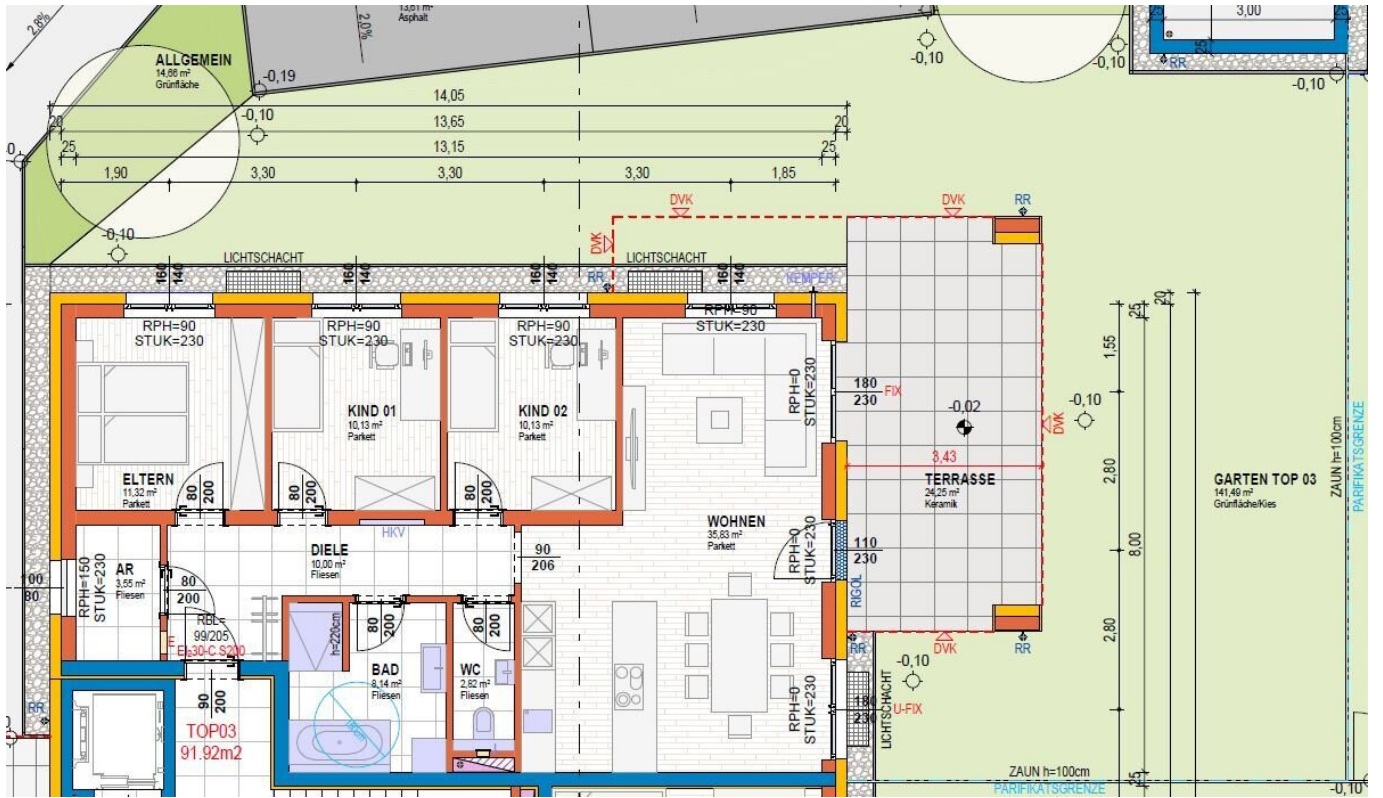 2.8%
2.0%
13,61 m²
Asphalt
25
3,00
25
25
RR
-0,10
-0,10
-0,10
ALLGEMEIN
14,66 m²
Grünfläche
-0,19
-0,10
14,05
20
13,65
20
25
13,15
25
1,90
3,30
3,30
3,30
1,85
-0,10
DVK
DVK
RR
DVK
LICHTSCHACHT
LICHTSCHACHT
160
140
160
140
160
140
RR
160
140
KEMPER
RPH=90
STUK=230
RPH=90
STUK=230
RPH=90
STUK=230
RPH=90
STUK=230
20
25
1,55
RPH=0
STUK=230
180
230
FIX
-0,02
DVK
-0,10
KIND 01
10,13 m²
Parkett
KIND 02
10,13 m²
Parkett
3,43
ELTERN
11,32 m²
Parkett
80
200
80
200
80
200
TERRASSE
24,25 m²
Keramik
2,80
GARTEN TOP 03
141,49 m²
Grünfläche/Kies
ZAUN h=100cm
PARIFIKATSGRENZE
WOHNEN
35,83 m²
Parkett
HKV
DIELE
10,00 m²
Fliesen
90
206
RPH=0
STUK=230
110
230
RIGOL
8,00
100
80
RPH=150
STUK=230
AR
3,55 m²
Fliesen
80
200
RBL=
99/205
E
EI₂30-C S200
h=220cm
80
200
80
200
2,80
BAD
8,14 m²
Fliesen
WC
2,82 m²
Fliesen
RR
DVK
RR
-0,10
90
200
RR
TOP03
91.92m2
RPH=0
STUK=230
180
230
U-FIX
LICHTSCHACHT
ZAUN h=100cm
PARIFIKATSGRENZE
25
-0,10